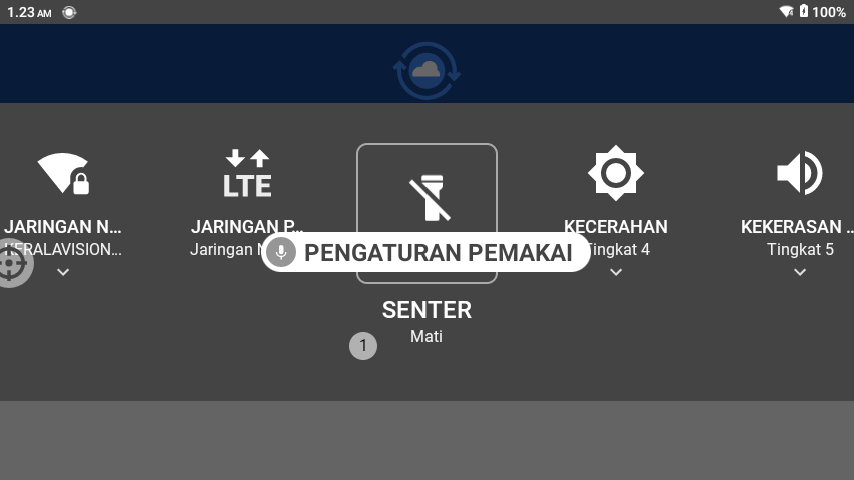 1.23 AM
100%
JARINGAN N...
KERALAVISION...
JARINGAN P...
KECERAHAN
Tingkat 4
KEKERASAN ...
Tingkat 5
LTE
Jaringan
PENGATURAN PEMAKAI
SENTER
Mati
1